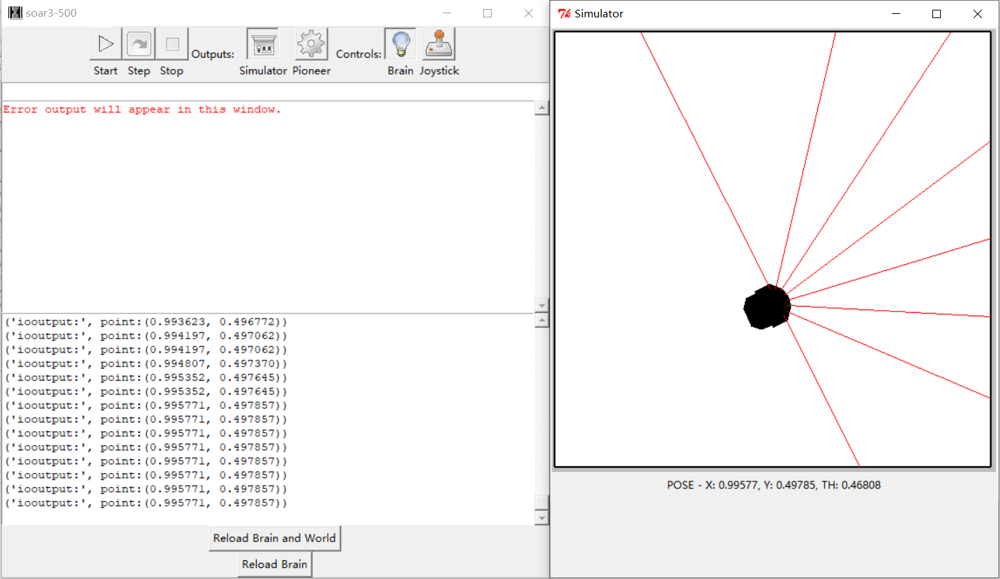 soar3-500
Start Step Stop Outputs: Simulator Pioneer Controls: Brain Joystick
Error output will appear in this window.
('iooutput:', point:(0.993623, 0.496772))
('iooutput:', point:(0.994197, 0.497062))
('iooutput:', point:(0.994197, 0.497062))
('iooutput:', point:(0.994807, 0.497370))
('iooutput:', point:(0.995352, 0.497645))
('iooutput:', point:(0.995352, 0.497645))
('iooutput:', point:(0.995771, 0.497857))
('iooutput:', point:(0.995771, 0.497857))
('iooutput:', point:(0.995771, 0.497857))
('iooutput:', point:(0.995771, 0.497857))
('iooutput:', point:(0.995771, 0.497857))
('iooutput:', point:(0.995771, 0.497857))
('iooutput:', point:(0.995771, 0.497857))
('iooutput:', point:(0.995771, 0.497857))
Reload Brain and World
Reload Brain
Simulator
POSE - X: 0.99577, Y: 0.49785, TH: 0.46808